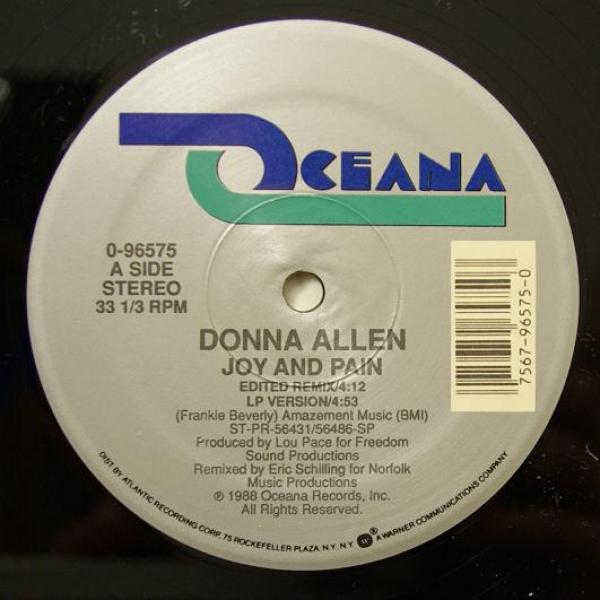 OCEANA
0-96575
A SIDE
STEREO
33 1/3 RPM
7567-96575-0
DONNA ALLEN
JOY AND PAIN
EDITED REMIX/4:12
LP VERSION/4:53
(Frankie Beverly) Amazement Music (BMI)
ST-PR-56431/56486-SP
Produced by Lou Pace for Freedom
Sound Productions
Remixed by Eric Schilling for Norfolk
Music Productions
℗ 1988 Oceana Records, Inc.
All Rights Reserved.
DIST BY ATLANTIC RECORDING CORP. 75 ROCKEFELLER PLAZA, N.Y. N.Y. W ® A WARNER COMMUNICATIONS COMPANY